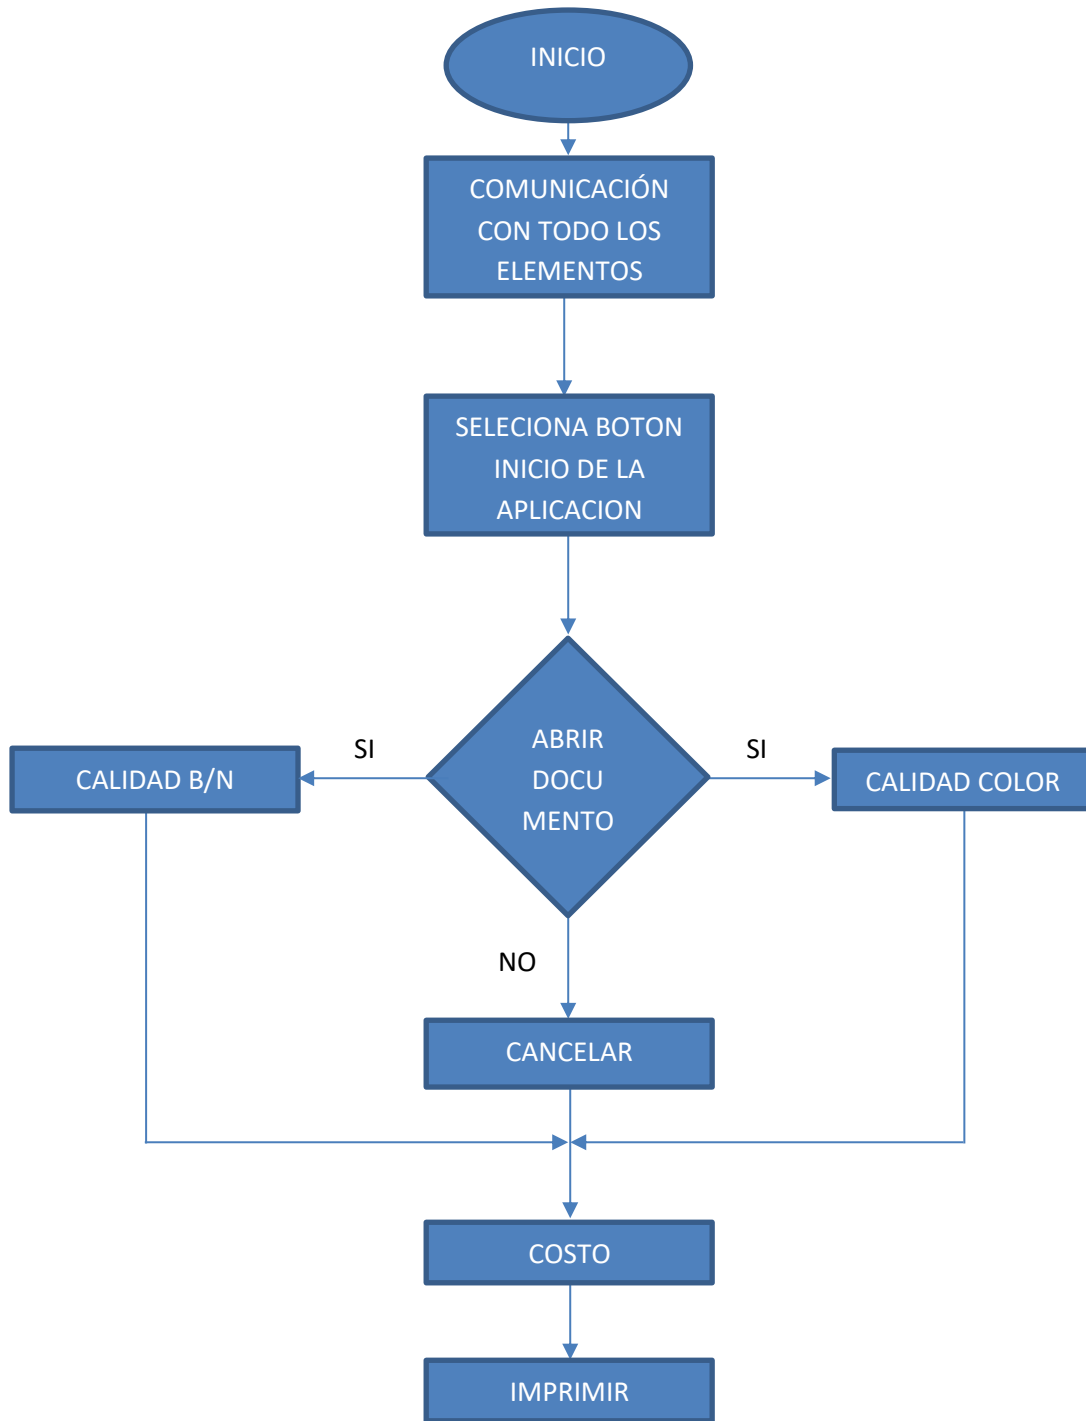 INICIO
COMUNICACIÓN
CON TODO LOS
ELEMENTOS
SELECIONA BOTON
INICIO DE LA
APLICACION
ABRIR
DOCU
MENTO
SI
SI
CALIDAD B/N
CALIDAD COLOR
NO
CANCELAR
COSTO
IMPRIMIR